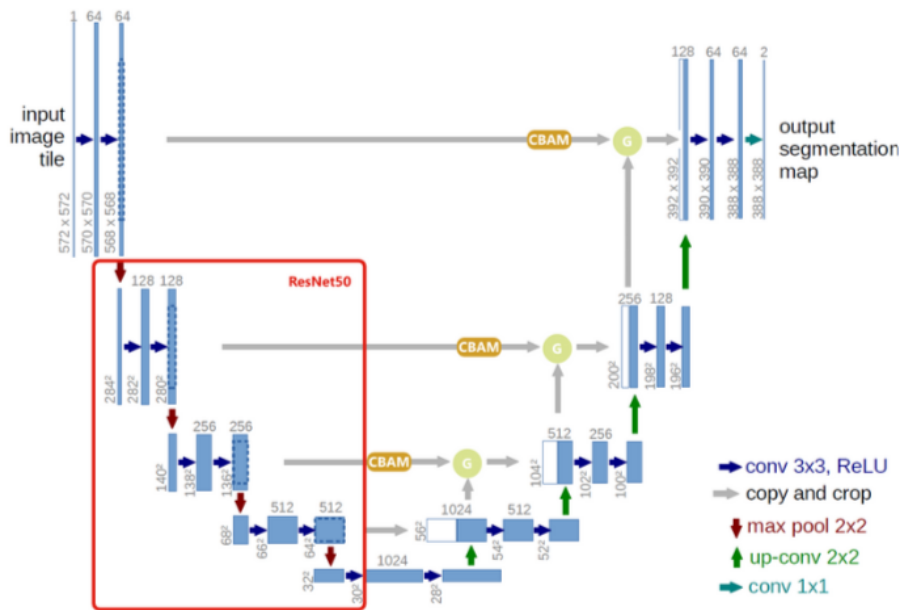 1
64
64
input
image
tile
572 x 572
570 x 570
568 x 568
CBAM
G
128
64
64
2
output
segmentation
map
392 x 392
390 x 390
388 x 388
388 x 388
ResNet50
128
128
284²
282²
280²
CBAM
G
256
128
200²
198²
196²
256
256
140²
138²
136²
CBAM
G
512
256
104²
102²
100²
512
512
68²
66²
64²
1024
512
56²
54²
52²
1024
32²
30²
28²
conv 3x3, ReLU
copy and crop
max pool 2x2
up-conv 2x2
conv 1x1